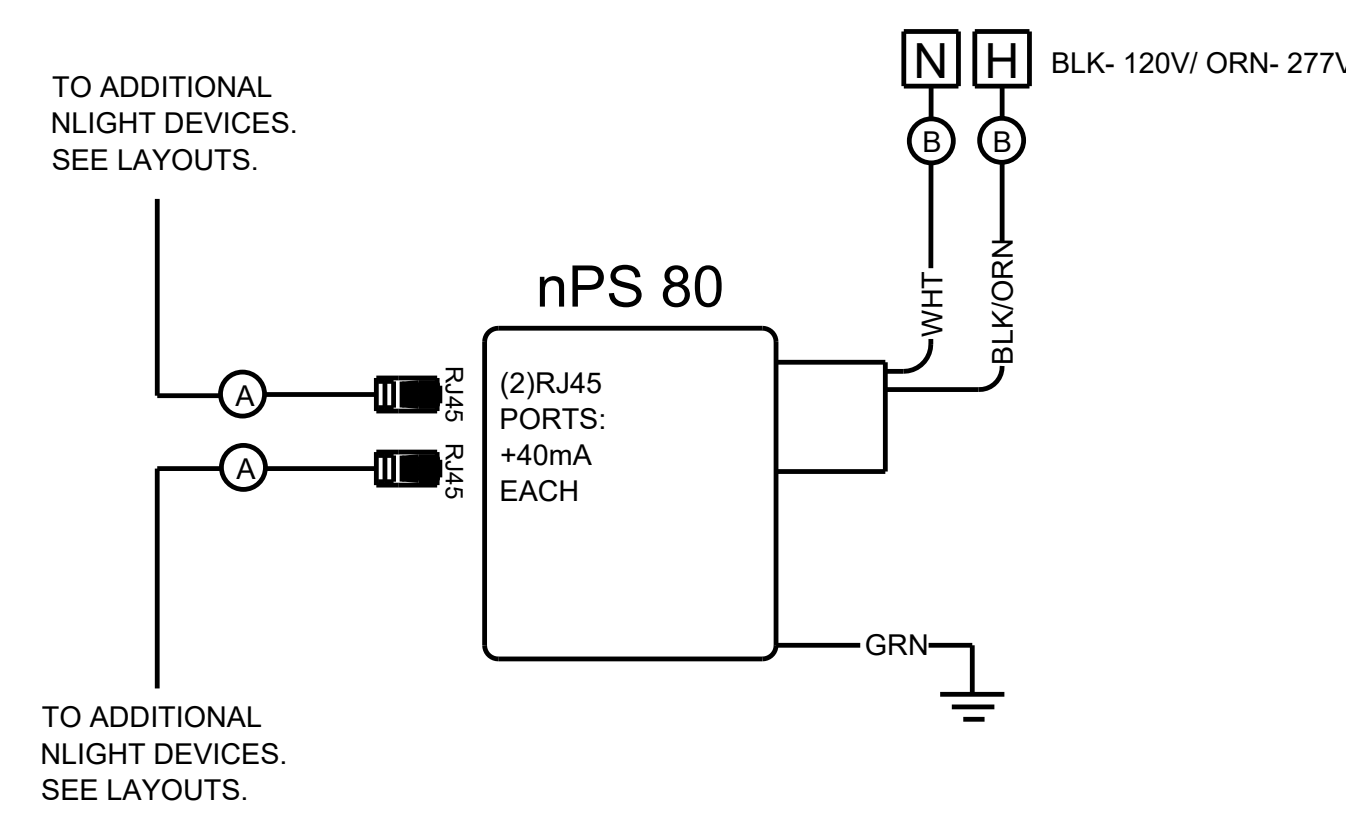 N H BLK- 120V/ ORN- 277V
TO ADDITIONAL
NLIGHT DEVICES.
SEE LAYOUTS.
B B
WHT
BLK/ORN
nPS 80
A
RJ45
A
RJ45
(2)RJ45
PORTS:
+40mA
EACH
GRN
TO ADDITIONAL
NLIGHT DEVICES.
SEE LAYOUTS.